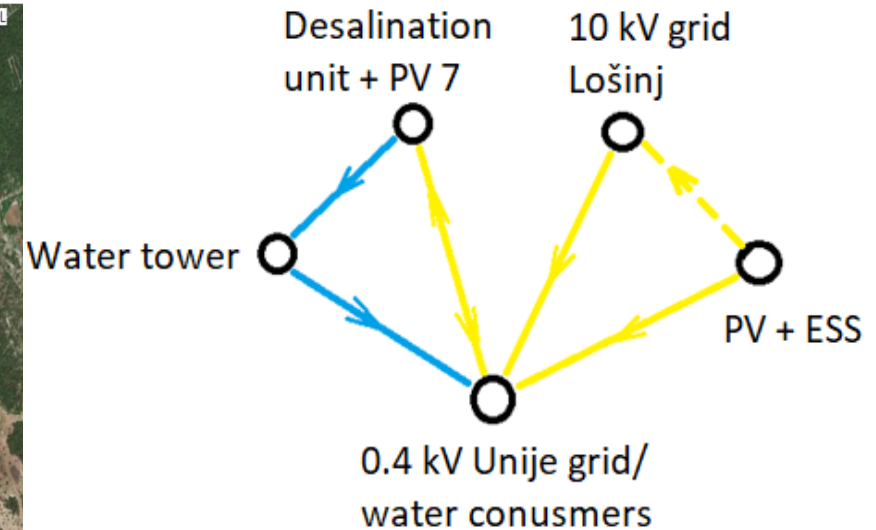 Desalination
unit + PV 7
10 kV grid
Lošinj
Water tower
PV + ESS
0.4 kV Unije grid/
water conusmers